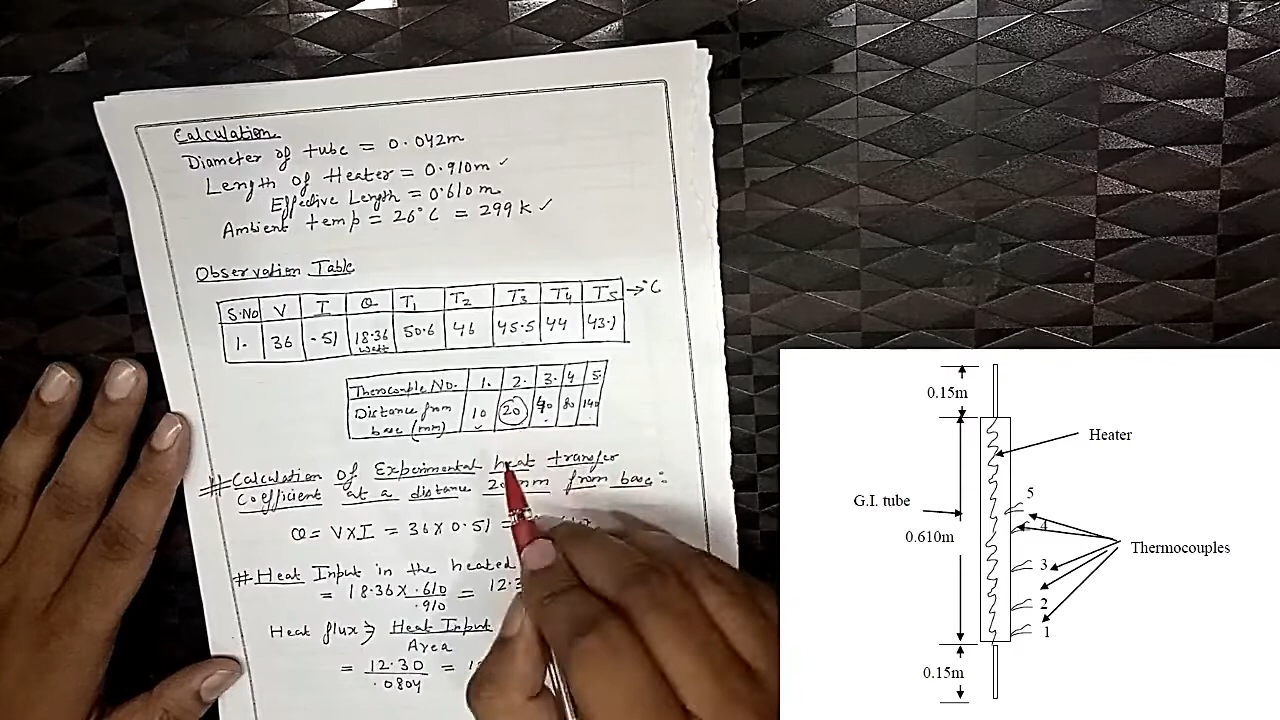 Calculation
Diameter of tube = 0.042m
Length of Heater = 0.910m ✓
Effective Length = 0.610 m
Ambient temp = 26°C = 299 K ✓
Observation Table
S.No V I Q T1 T2 T3 T4 T5 → °C
1. 36 .51 18.36 watt 50.6 46 45.5 44 43.1
Therocouple No. 1. 2. 3. 4 5.
Distance from base (mm) 10 20 40 80 140
# Calculation of Experimental heat transfer
Coefficient at a distance 20mm from base:
Q = V×I = 36 × 0.51 =
# Heat Input in the heated
= 18.36 × .610 / .910 = 12.3
Heat flux ⇒ Heat Input / Area
= 12.30 / .0804 =
0.15m
Heater
G.I. tube
0.610m
5
4
3
2
1
Thermocouples
0.15m